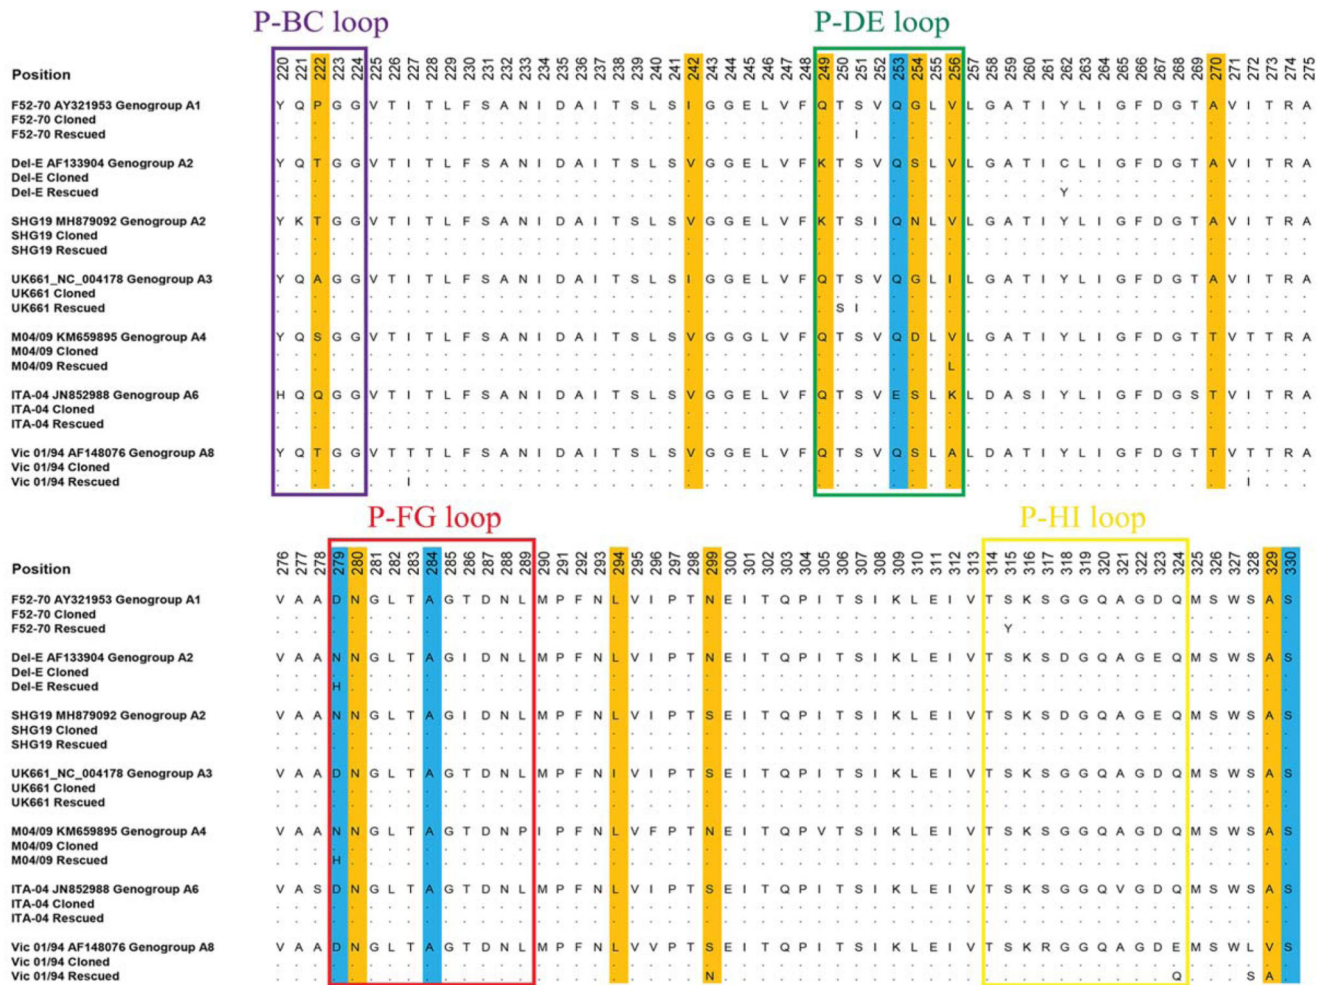 P-BC loop P-DE loop
Position 220 221 222 223 224 225 226 227 228 229 230 231 232 233 234 235 236 237 238 239 240 241 242 243 244 245 246 247 248 249 250 251 252 253 254 255 256 257 258 259 260 261 262 263 264 265 266 267 268 269 270 271 272 273 274 275
F52-70 AY321953 Genogroup A1 Y Q P G G V T I T L F S A N I D A I T S L S I G G E L V F Q T S V Q G L V L G A T I Y L I G F D G T A V I T R A
F52-70 Cloned
F52-70 Rescued I
Del-E AF133904 Genogroup A2 Y Q T G G V T I T L F S A N I D A I T S L S V G G E L V F K T S V Q S L V L G A T I C L I G F D G T A V I T R A
Del-E Cloned
Del-E Rescued Y
SHG19 MH879092 Genogroup A2 Y K T G G V T I T L F S A N I D A I T S L S V G G E L V F K T S I Q N L V L G A T I Y L I G F D G T A V I T R A
SHG19 Cloned
SHG19 Rescued
UK661_NC_004178 Genogroup A3 Y Q A G G V T I T L F S A N I D A I T S L S I G G E L V F Q T S V Q G L I L G A T I Y L I G F D G T A V I T R A
UK661 Cloned
UK661 Rescued S I
M04/09 KM659895 Genogroup A4 Y Q S G G V T I T L F S A N I D A I T S L S V G G G L V F Q T S V Q D L V L G A T I Y L I G F D G T T V T T R A
M04/09 Cloned
M04/09 Rescued L
ITA-04 JN852988 Genogroup A6 H Q Q G G V T I T L F S A N I D A I T S L S V G G E L V F Q T S V E S L K L D A S I Y L I G F D G S T V I T R A
ITA-04 Cloned
ITA-04 Rescued
Vic 01/94 AF148076 Genogroup A8 Y Q T G G V T T T L F S A N I D A I T S L S V G G E L V F Q T S V Q S L A L D A T I Y L I G F D G T T V T T R A
Vic 01/94 Cloned
Vic 01/94 Rescued I I
P-FG loop P-HI loop
Position 276 277 278 279 280 281 282 283 284 285 286 287 288 289 290 291 292 293 294 295 296 297 298 299 300 301 302 303 304 305 306 307 308 309 310 311 312 313 314 315 316 317 318 319 320 321 322 323 324 325 326 327 328 329 330
F52-70 AY321953 Genogroup A1 V A A D N G L T A G T D N L M P F N L V I P T N E I T Q P I T S I K L E I V T S K S G G Q A G D Q M S W S A S
F52-70 Cloned
F52-70 Rescued Y
Del-E AF133904 Genogroup A2 V A A N N G L T A G I D N L M P F N L V I P T N E I T Q P I T S I K L E I V T S K S D G Q A G E Q M S W S A S
Del-E Cloned
Del-E Rescued H
SHG19 MH879092 Genogroup A2 V A A N N G L T A G I D N L M P F N L V I P T S E I T Q P I T S I K L E I V T S K S D G Q A G E Q M S W S A S
SHG19 Cloned
SHG19 Rescued
UK661_NC_004178 Genogroup A3 V A A D N G L T A G T D N L M P F N I V I P T S E I T Q P I T S I K L E I V T S K S G G Q A G D Q M S W S A S
UK661 Cloned
UK661 Rescued
M04/09 KM659895 Genogroup A4 V A A N N G L T A G T D N P I P F N L V F P T N E I T Q P V T S I K L E I V T S K S G G Q A G D Q M S W S A S
M04/09 Cloned
M04/09 Rescued H
ITA-04 JN852988 Genogroup A6 V A S D N G L T A G T D N L M P F N L V I P T S E I T Q P I T S I K L E I V T S K S G G Q V G D Q M S W S A S
ITA-04 Cloned
ITA-04 Rescued
Vic 01/94 AF148076 Genogroup A8 V A A D N G L T A G T D N L M P F N L V V P T S E I T Q P I T S I K L E I V T S K R G G Q A G D E M S W L V S
Vic 01/94 Cloned
Vic 01/94 Rescued N Q S A